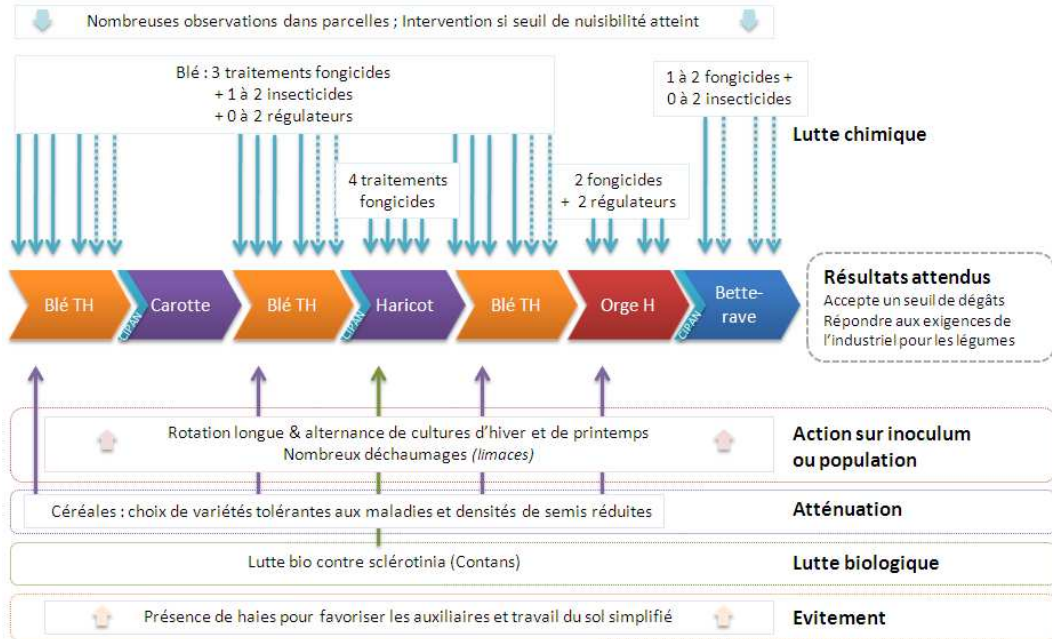 Nombreuses observations dans parcelles ; Intervention si seuil de nuisibilité atteint
Blé : 3 traitements fongicides
+ 1 à 2 insecticides
+ 0 à 2 régulateurs
1 à 2 fongicides +
0 à 2 insecticides
Lutte chimique
4 traitements
fongicides
2 fongicides
+ 2 régulateurs
Blé TH
CIPAN
Carotte
Blé TH
CIPAN
Haricot
Blé TH
Orge H
CIPAN
Bette-
rave
Résultats attendus
Accepte un seuil de dégâts
Répondre aux exigences de
l'industriel pour les légumes
Rotation longue & alternance de cultures d'hiver et de printemps
Nombreux déchaumages (limaces)
Action sur inoculum
ou population
Céréales : choix de variétés tolérantes aux maladies et densités de semis réduites
Atténuation
Lutte bio contre sclérotinia (Contans)
Lutte biologique
Présence de haies pour favoriser les auxiliaires et travail du sol simplifié
Evitement